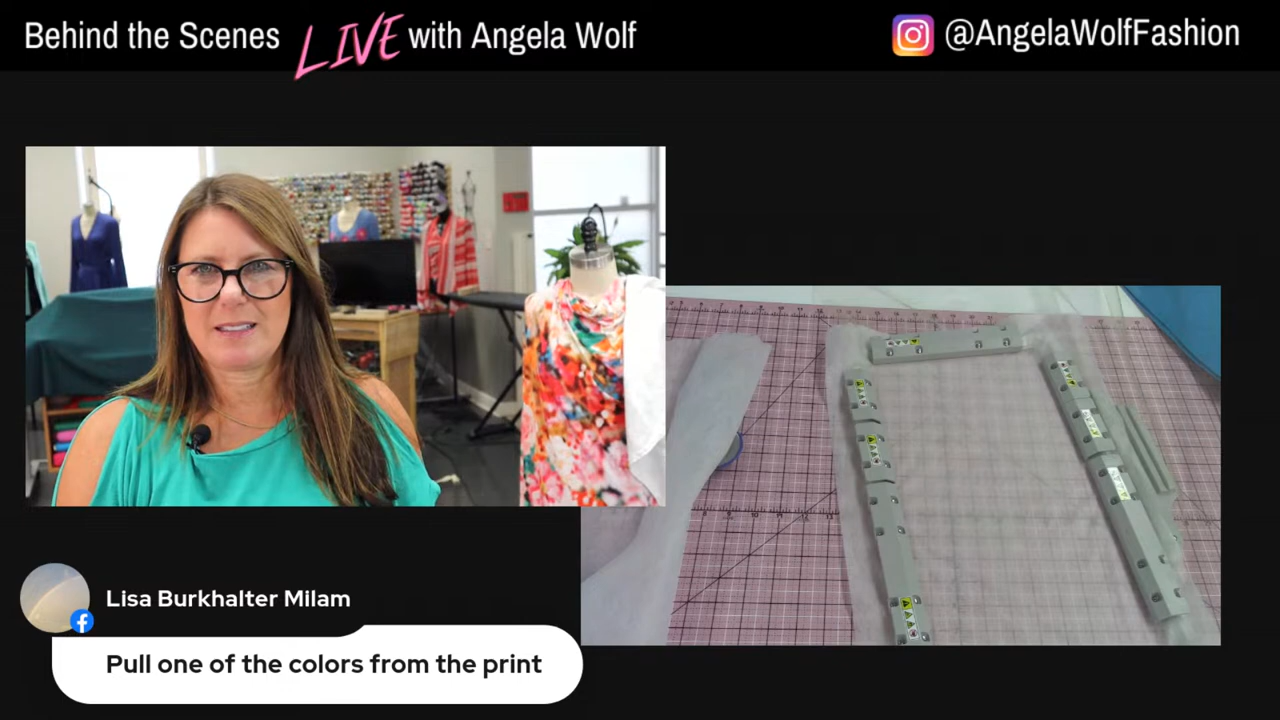 Behind the Scenes LIVE with Angela Wolf
@AngelaWolfFashion
Lisa Burkhalter Milam
Pull one of the colors from the print